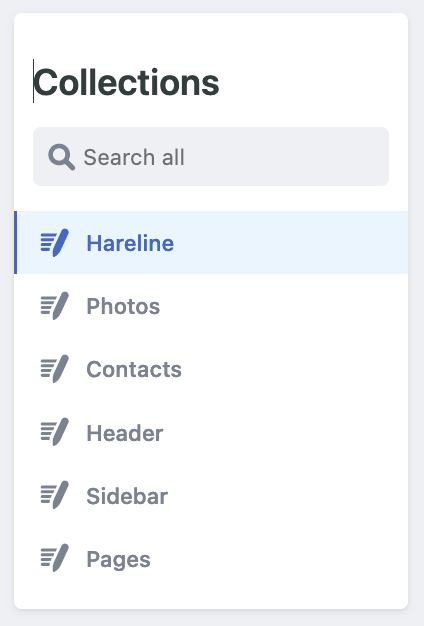 Collections
Search all
Hareline
Photos
Contacts
Header
Sidebar
Pages